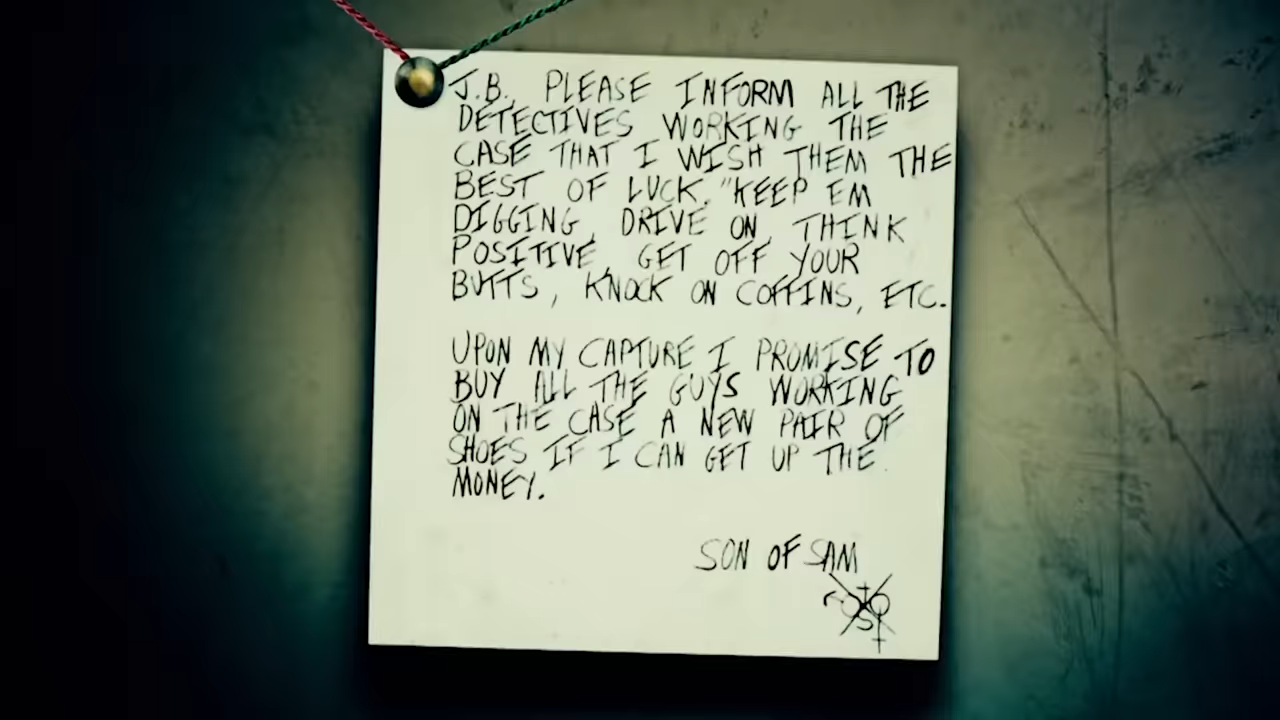 J.B. PLEASE INFORM ALL THE
DETECTIVES WORKING THE
CASE THAT I WISH THEM THE
BEST OF LUCK. "KEEP EM
DIGGING, DRIVE ON, THINK
POSITIVE, GET OFF YOUR
BUTTS, KNOCK ON COFFINS, ETC.
UPON MY CAPTURE I PROMISE TO
BUY ALL THE GUYS WORKING
ON THE CASE A NEW PAIR OF
SHOES IF I CAN GET UP THE
MONEY.
SON OF SAM